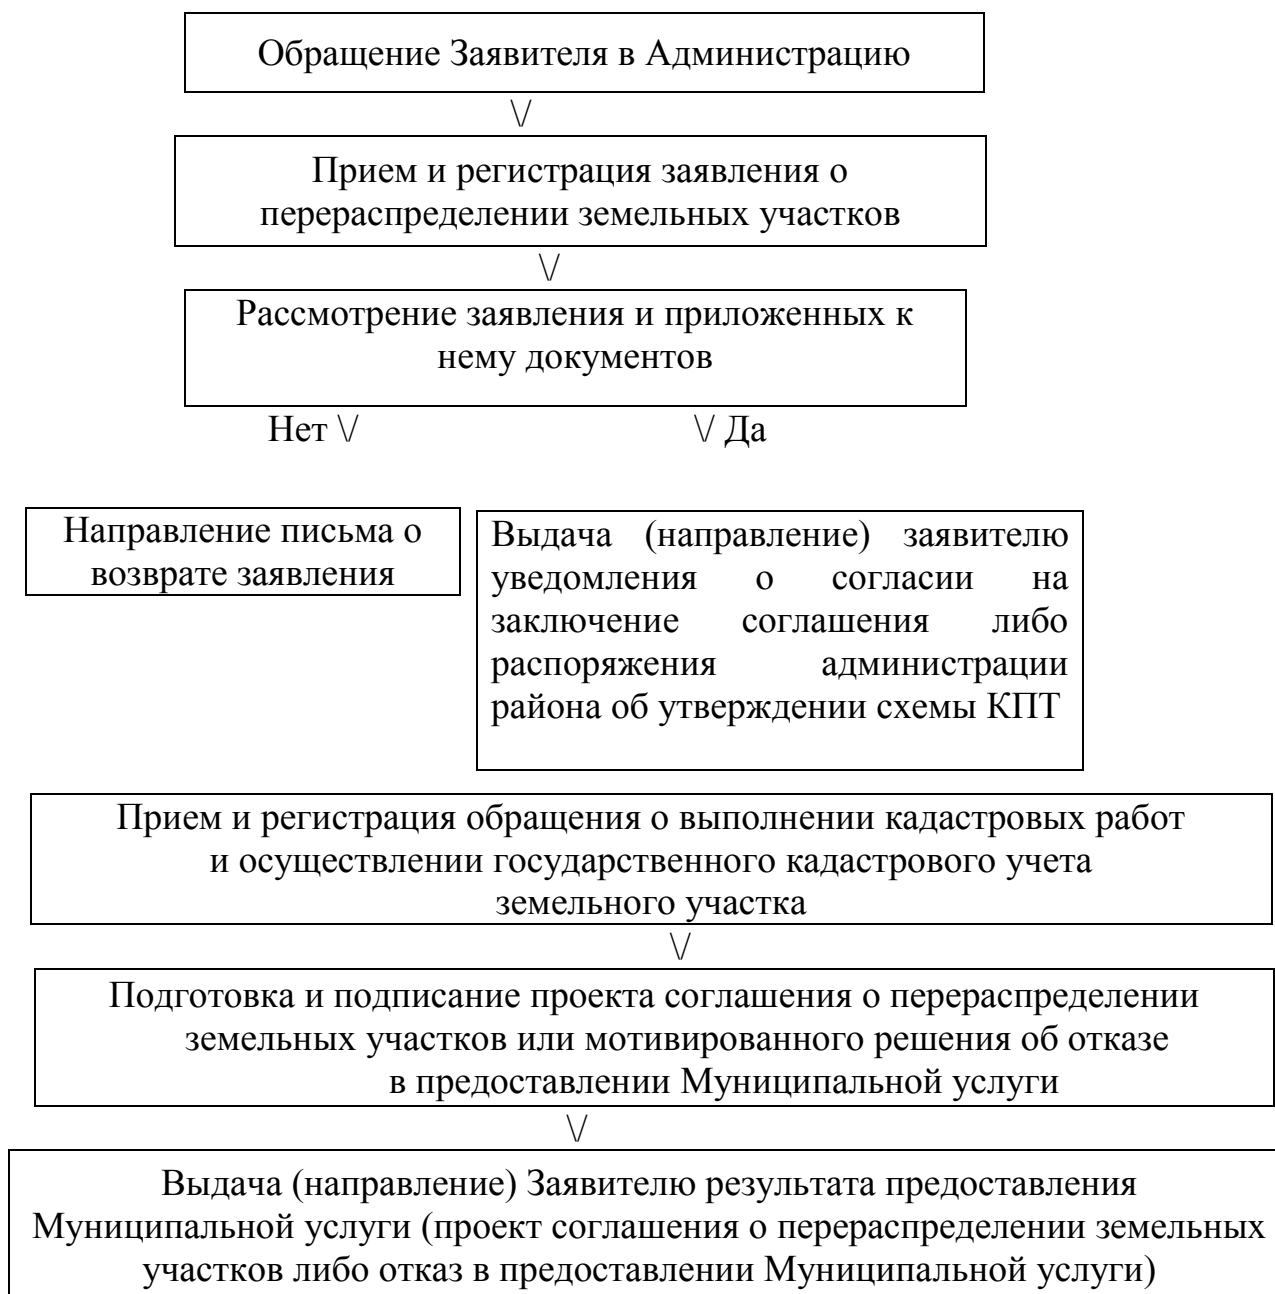 Обращение Заявителя в Администрацию
\/
Прием и регистрация заявления о
перераспределении земельных участков
\/
Рассмотрение заявления и приложенных к
нему документов
Нет \/ \/ Да
Направление письма о
возврате заявления
Выдача (направление) заявителю
уведомления о согласии на
заключение соглашения либо
распоряжения администрации
района об утверждении схемы КПТ
Прием и регистрация обращения о выполнении кадастровых работ
и осуществлении государственного кадастрового учета
земельного участка
\/
Подготовка и подписание проекта соглашения о перераспределении
земельных участков или мотивированного решения об отказе
в предоставлении Муниципальной услуги
\/
Выдача (направление) Заявителю результата предоставления
Муниципальной услуги (проект соглашения о перераспределении земельных
участков либо отказ в предоставлении Муниципальной услуги)